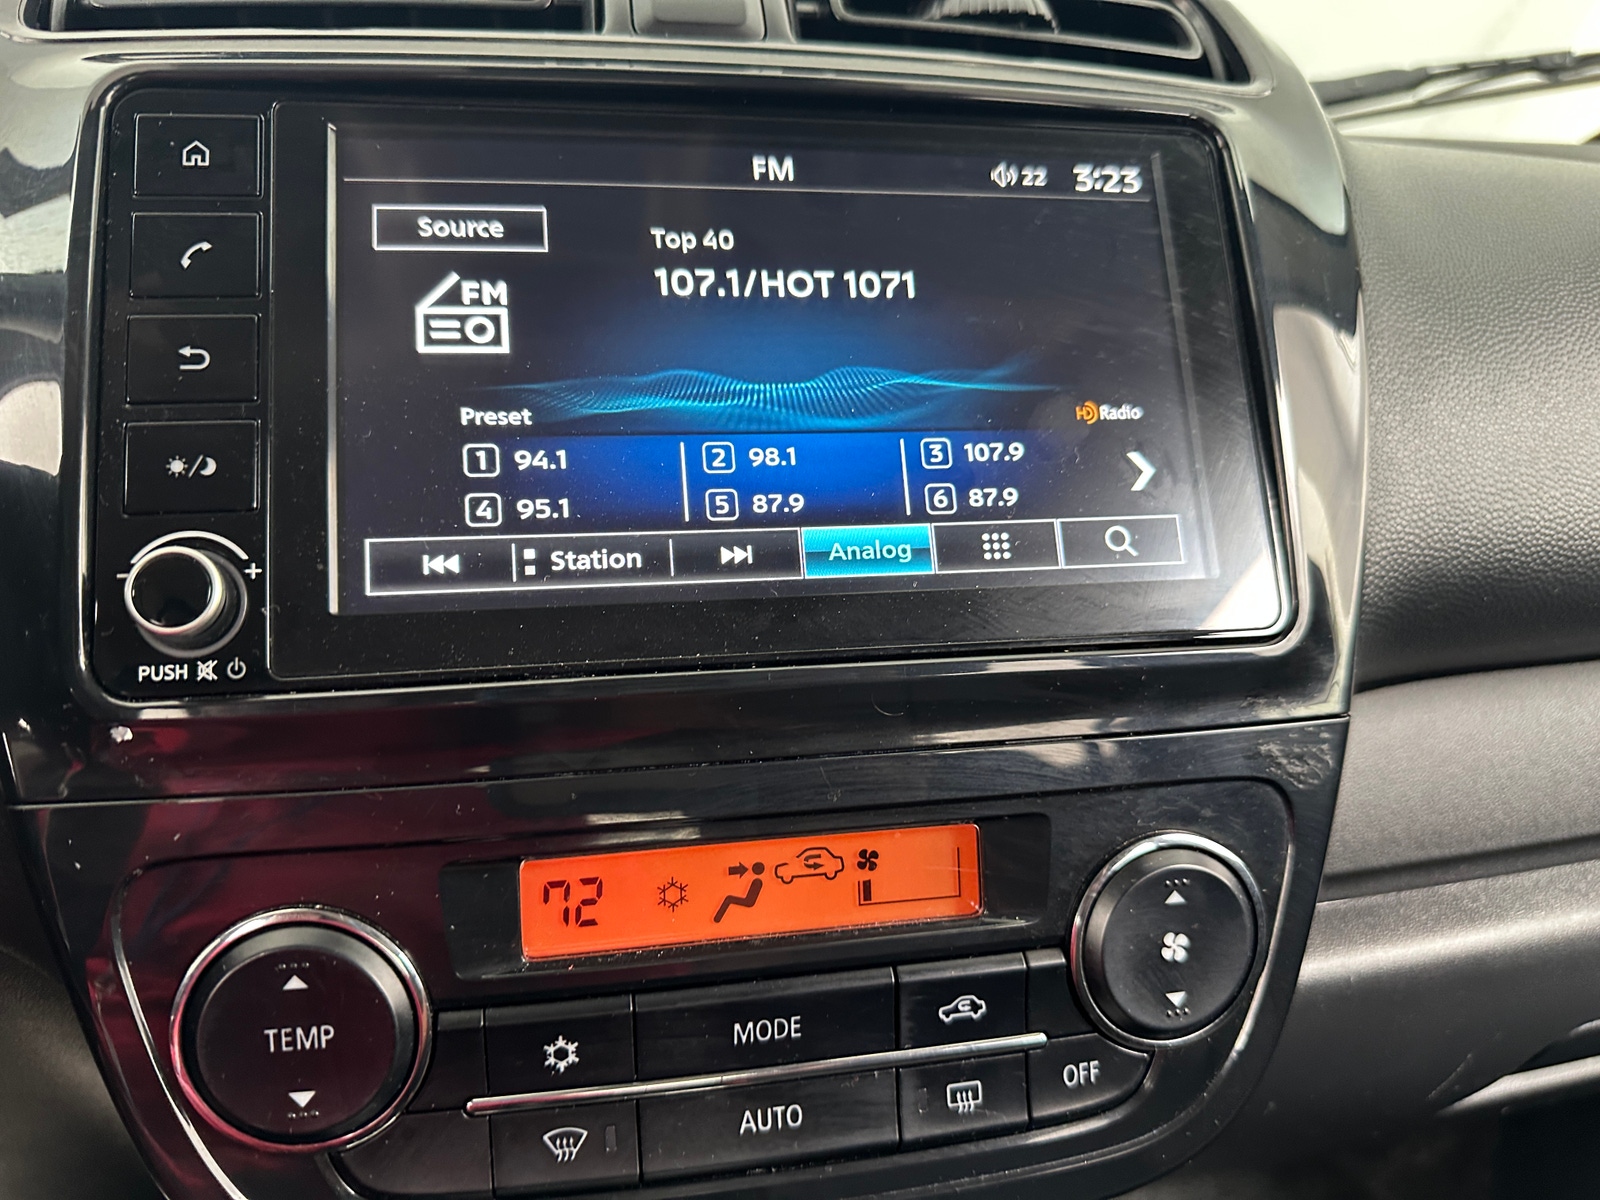 FM
22 3:23
Source
Top 40
107.1/HOT 1071
FM
Preset
HD Radio
1 94.1 2 98.1 3 107.9
4 95.1 5 87.9 6 87.9
Station Analog
- +
PUSH
72
TEMP
MODE
AUTO
OFF